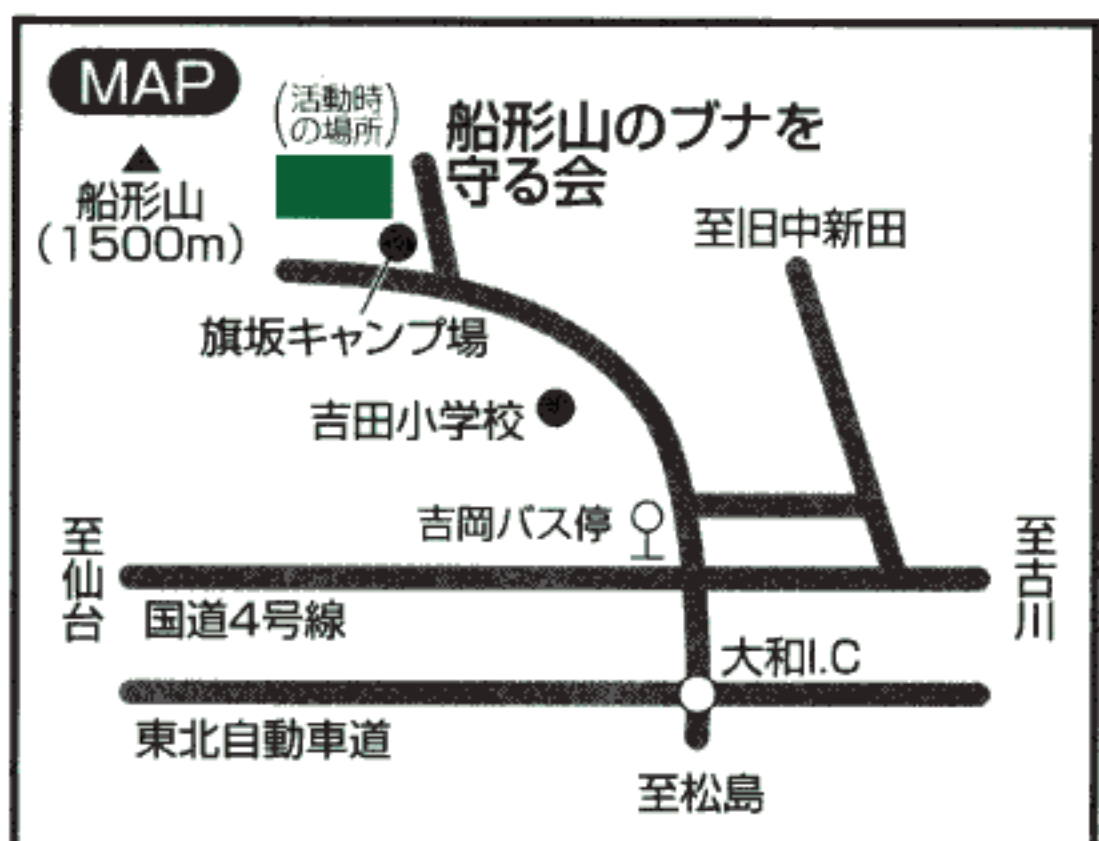 MAP
(活動時
の場所)
船形山のブナを
守る会
船形山
(1500m)
至旧中新田
旗坂キャンプ場
吉田小学校
吉岡バス停
至仙台
至古川
国道4号線
大和I.C
東北自動車道
至松島